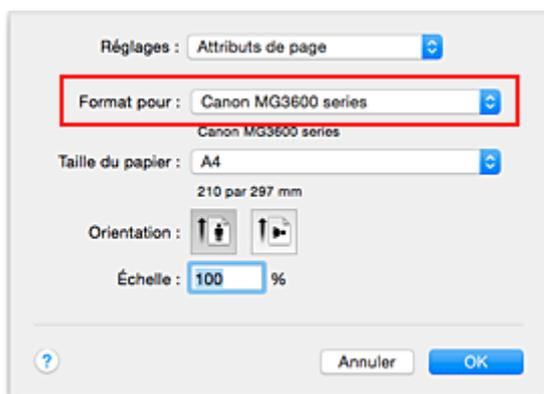 Réglages : Attributs de page
Format pour : Canon MG3600 series
Canon MG3600 series
Taille du papier : A4
210 par 297 mm
Orientation :
Échelle : 100 %
? Annuler OK